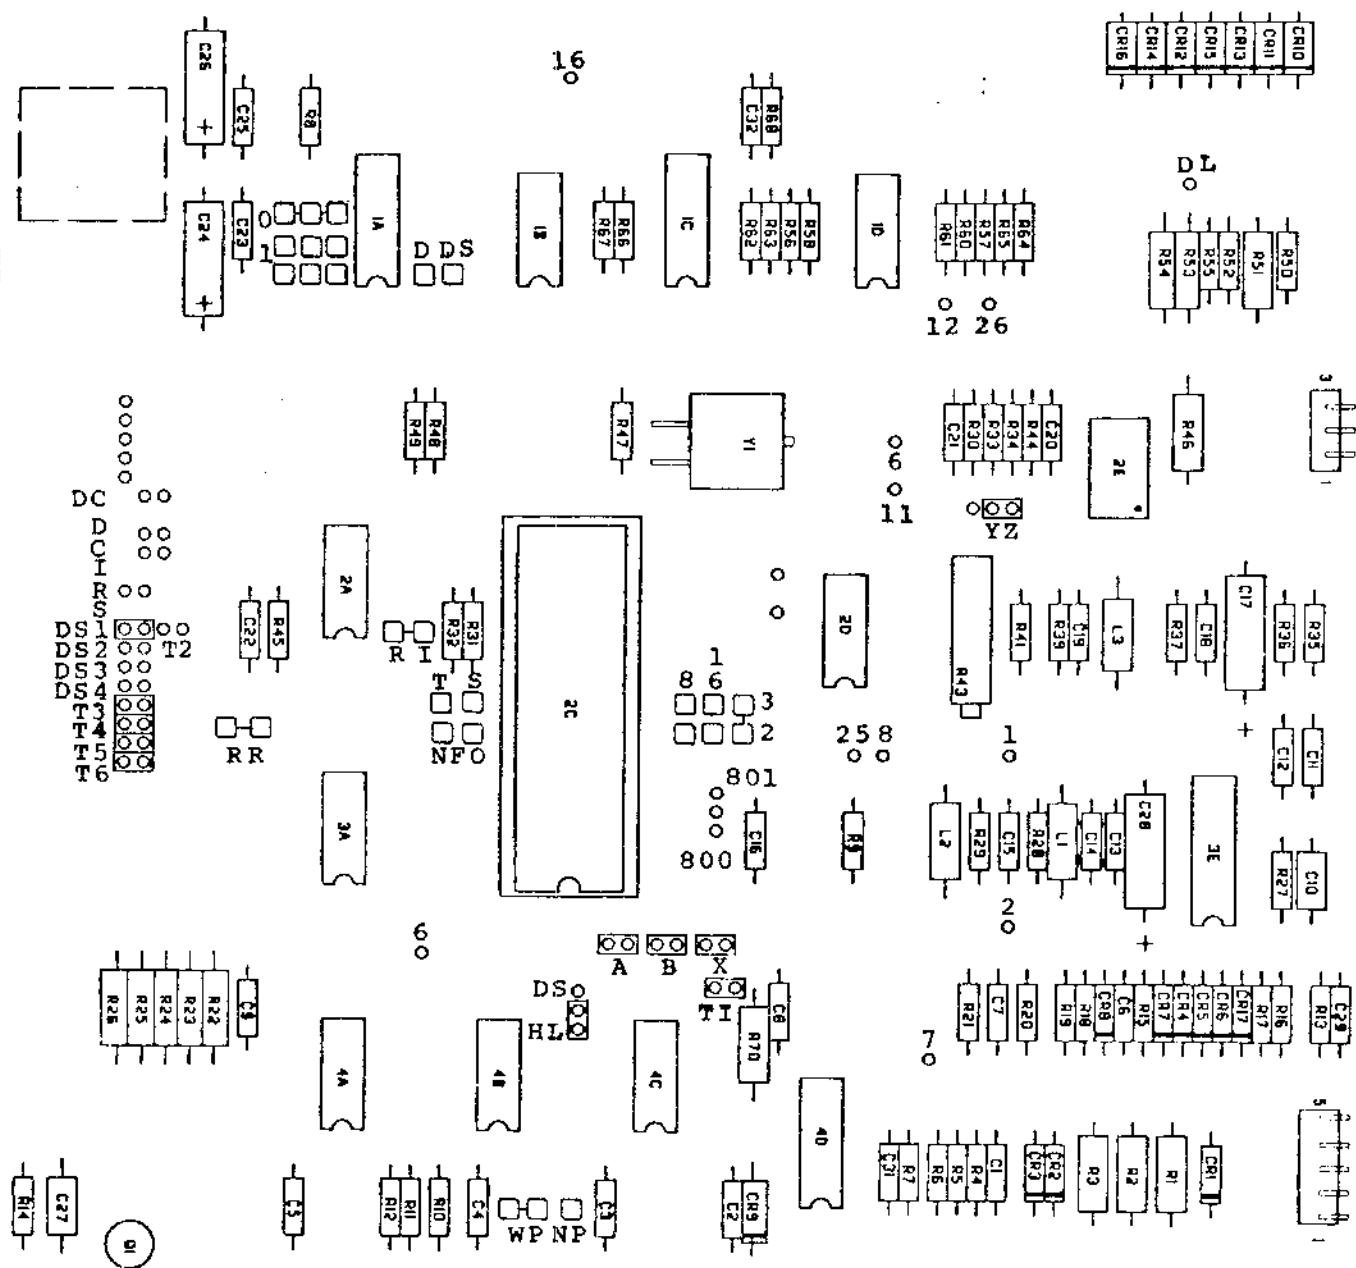 CR16 CR14 CR12 CR15 CR13 CR11 CR10
C26 C25 R8 16 C32 R68
DL
C24 C23 0 1A 1B R67 R66 1C R62 R63 R56 R58 1D R61 R60 R57 R65 R64
1 D DS
R54 R53 R55 R52 R51 R50
12 26
3
R49 R48 R47 Y1 C21 R30 R33 R34 R44 C20 2E R46
6
1
DC
11
YZ
D
C
I
2A
R
S
DS1 T2 C22 R45 R I R32 R31 2D R43 R41 R39 C19 L3 R37 C18 C17 R36 R35
DS2
DS3
DS4 T S 8 1
6
T3 2C 3
T4 NF O 2 25 8 1
T5 RR
T6 801 C12 C11
3A 800 C16 R9 L2 R29 C15 R28 L1 C14 C13 C28 3E R27 C10
2
6
A B X
DS TI
R26 R25 R24 R23 R22 HL C8 R21 C7 R20 R19 R18 CR8 C6 R15 CR7 CR4 CR5 CR6 CR17 R17 R16 R13 C29
R70
7
4A 4B 4C 4D
5
R14 C27 C5 R12 R11 R10 C4 C3 C2 CR9 C31 R7 R6 R5 R4 C1 CR3 CR2 R3 R2 R1 CR1
WP NP
Q1 1